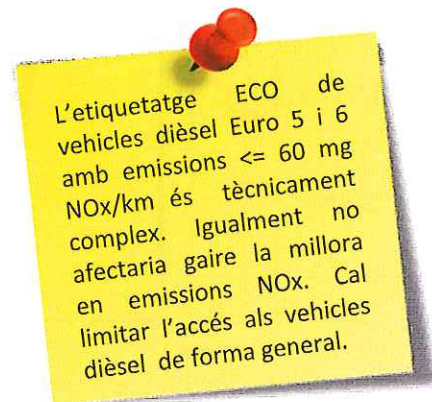 L'etiquetatge ECO de
vehicles dièsel Euro 5 i 6
amb emissions <= 60 mg
NOx/km és tècnicament
complex. Igualment no
afectaria gaire la millora
en emissions NOx. Cal
limitar l'accés als vehicles
dièsel de forma general.